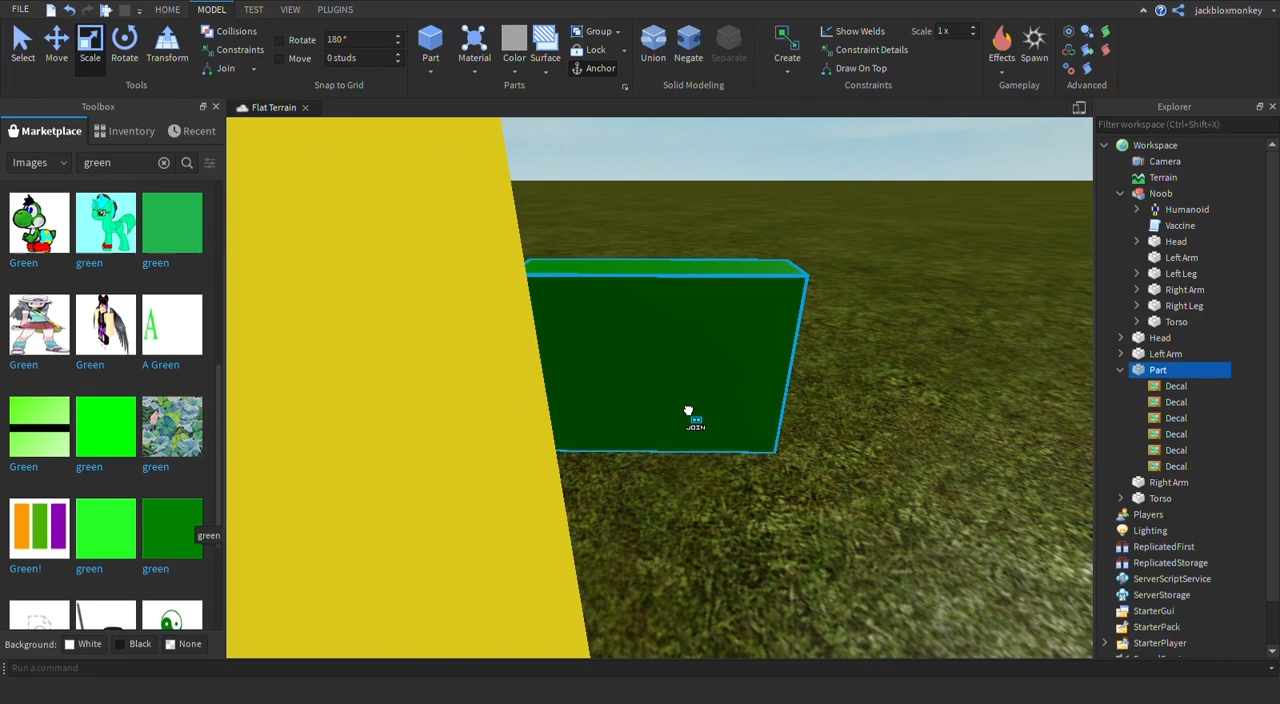 FILE HOME MODEL TEST VIEW PLUGINS jackbloxmonkey
Select Move Scale Rotate Transform
Collisions
Constraints
Join
Tools
Rotate 180°
Move 0 studs
Snap to Grid
Part Material Color Surface
Group
Lock
Anchor
Parts
Union Negate Separate
Solid Modeling
Create
Show Welds Scale 1 x
Constraint Details
Draw On Top
Constraints
Effects Spawn
Gameplay
Advanced
Toolbox
Marketplace Inventory Recent
Images green
Green green green
Green Green A Green
Green green green
Green! green green
green
Background: White Black None
Flat Terrain
JOIN
Explorer
Filter workspace (Ctrl+Shift+X)
Workspace
Camera
Terrain
Noob
Humanoid
Vaccine
Head
Left Arm
Left Leg
Right Arm
Right Leg
Torso
Head
Left Arm
Part
Decal
Decal
Decal
Decal
Decal
Decal
Right Arm
Torso
Players
Lighting
ReplicatedFirst
ReplicatedStorage
ServerScriptService
ServerStorage
StarterGui
StarterPack
StarterPlayer
Run a command